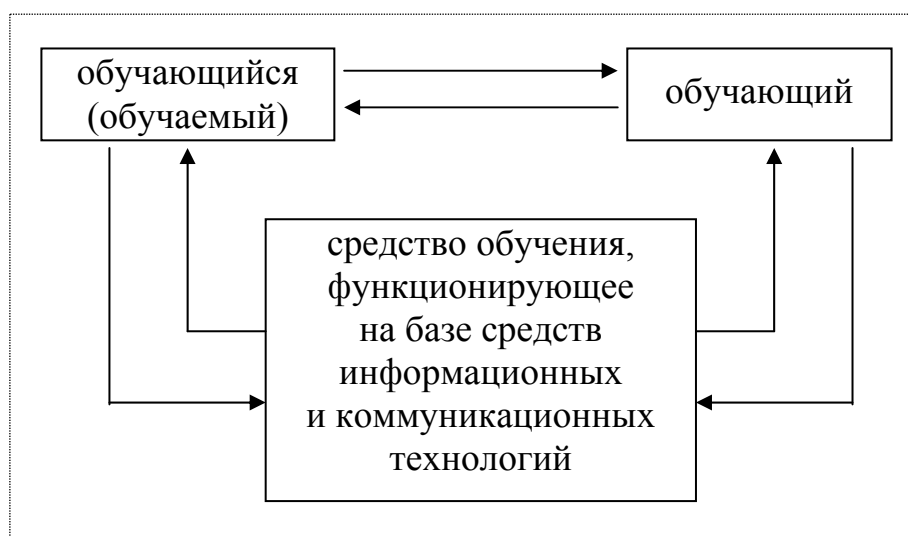 обучающийся
(обучаемый)
обучающий
средство обучения,
функционирующее
на базе средств
информационных
и коммуникационных
технологий